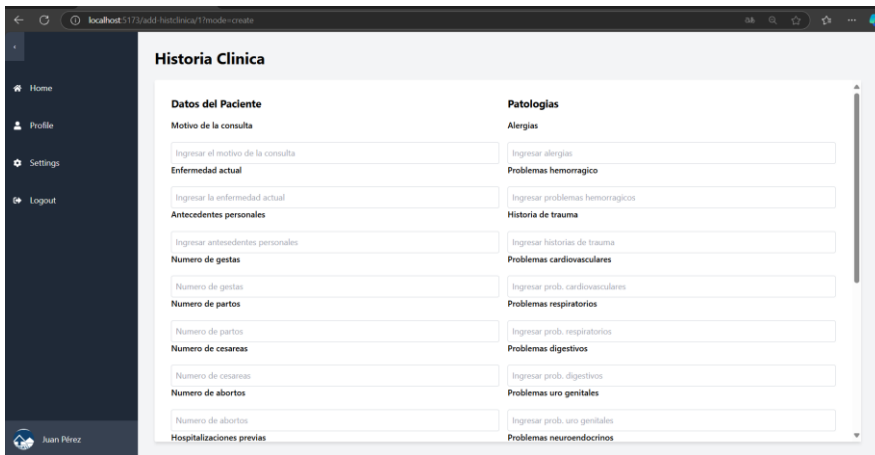 localhost:5173/add-histclinica/1?mode=create
Home
Profile
Settings
Logout
Juan Pérez
Historia Clinica
Datos del Paciente
Motivo de la consulta
Ingresar el motivo de la consulta
Enfermedad actual
Ingresar la enfermedad actual
Antecedentes personales
Ingresar antesedentes personales
Numero de gestas
Numero de gestas
Numero de partos
Numero de partos
Numero de cesareas
Numero de cesareas
Numero de abortos
Numero de abortos
Hospitalizaciones previas
Patologias
Alergias
Ingresar alergias
Problemas hemorragico
Ingresar problemas hemorragicos
Historia de trauma
Ingresar historias de trauma
Problemas cardiovasculares
Ingresar prob. cardiovasculares
Problemas respiratorios
Ingresar prob. respiratorios
Problemas digestivos
Ingresar prob. digestivos
Problemas uro genitales
Ingresar prob. uro genitales
Problemas neuroendocrinos